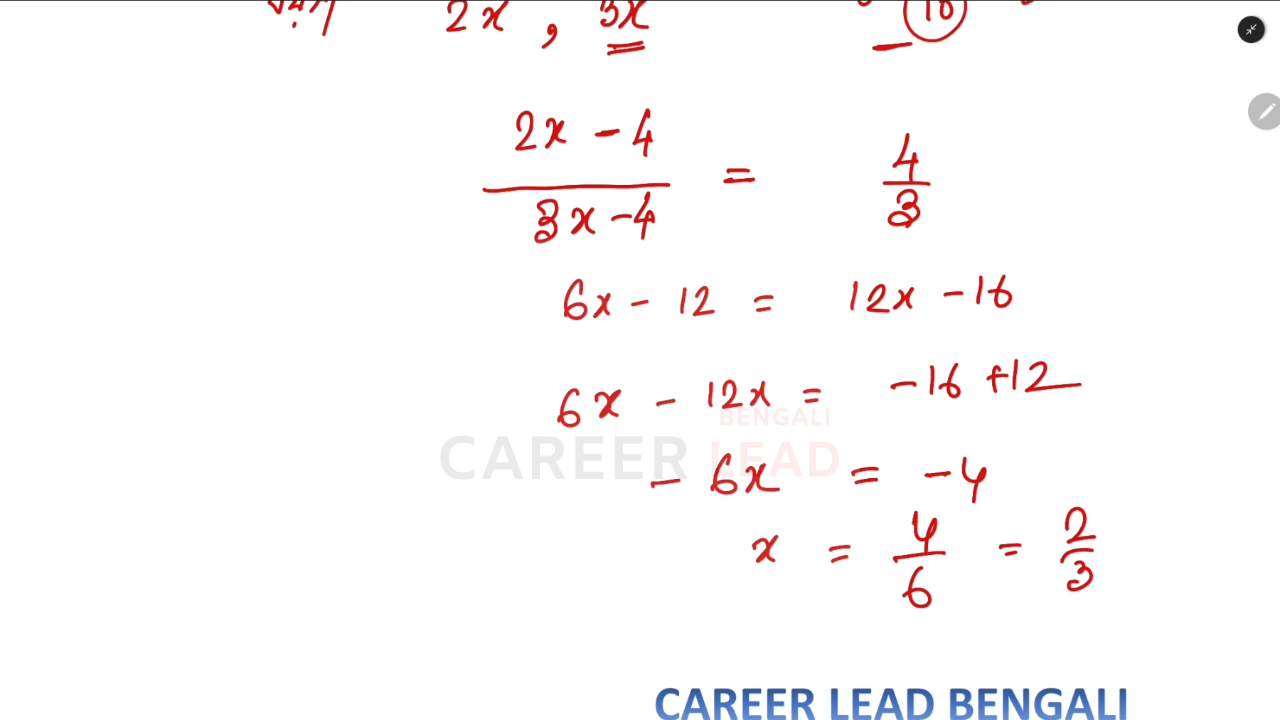 2x , 3x 10
2x - 4
3x - 4 = 4/3
6x - 12 = 12x - 16
6x - 12x = -16 +12
- 6x = -4
x = 4/6 = 2/3
BENGALI
CAREER LEAD
CAREER LEAD BENGALI